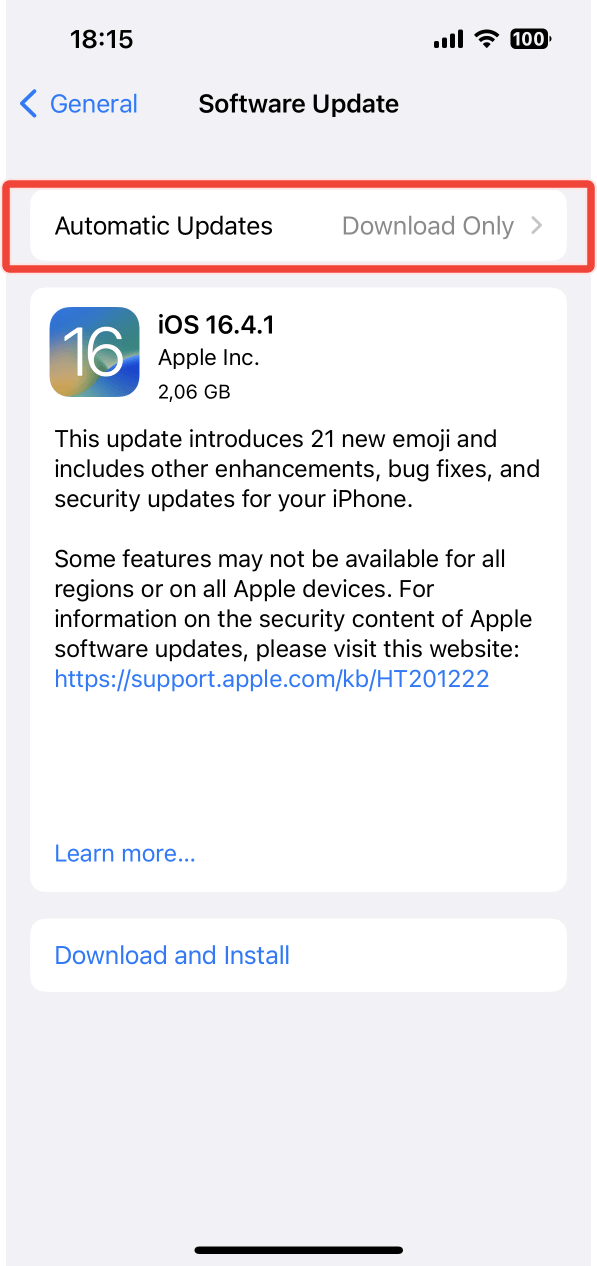 18:15
100
General
Software Update
Automatic Updates Download Only
16
iOS 16.4.1
Apple Inc.
2,06 GB
This update introduces 21 new emoji and
includes other enhancements, bug fixes, and
security updates for your iPhone.
Some features may not be available for all
regions or on all Apple devices. For
information on the security content of Apple
software updates, please visit this website:
https://support.apple.com/kb/HT201222
Learn more...
Download and Install